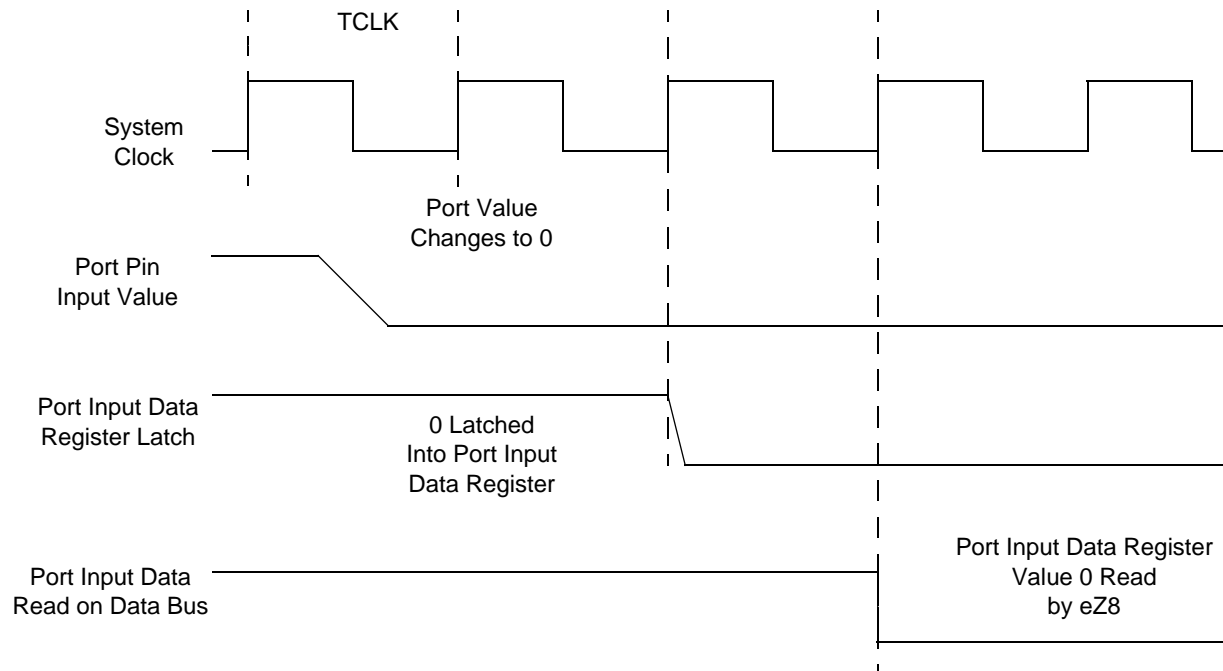 TCLK
System
Clock
Port Value
Changes to 0
Port Pin
Input Value
Port Input Data
Register Latch
0 Latched
Into Port Input
Data Register
Port Input Data
Read on Data Bus
Port Input Data Register
Value 0 Read
by eZ8